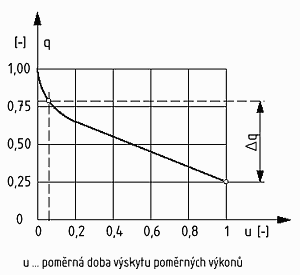 [-] q
1,00
0,75
0,50
0,25
0
Δq
0 0,2 0,4 0,6 0,8 1 u [-]
u ... poměrná doba výskytu poměrných výkonů